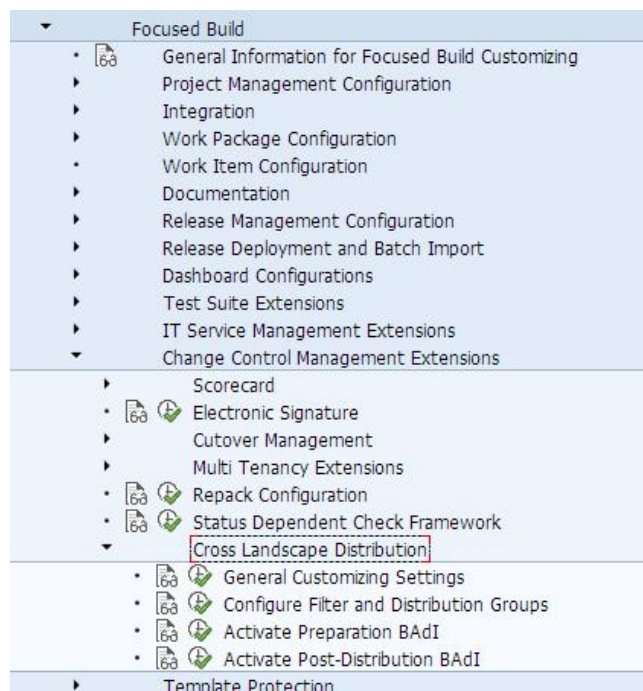 Focused Build
General Information for Focused Build Customizing
Project Management Configuration
Integration
Work Package Configuration
Work Item Configuration
Documentation
Release Management Configuration
Release Deployment and Batch Import
Dashboard Configurations
Test Suite Extensions
IT Service Management Extensions
Change Control Management Extensions
Scorecard
Electronic Signature
Cutover Management
Multi Tenancy Extensions
Repack Configuration
Status Dependent Check Framework
Cross Landscape Distribution
General Customizing Settings
Configure Filter and Distribution Groups
Activate Preparation BAdI
Activate Post-Distribution BAdI
Template Protection